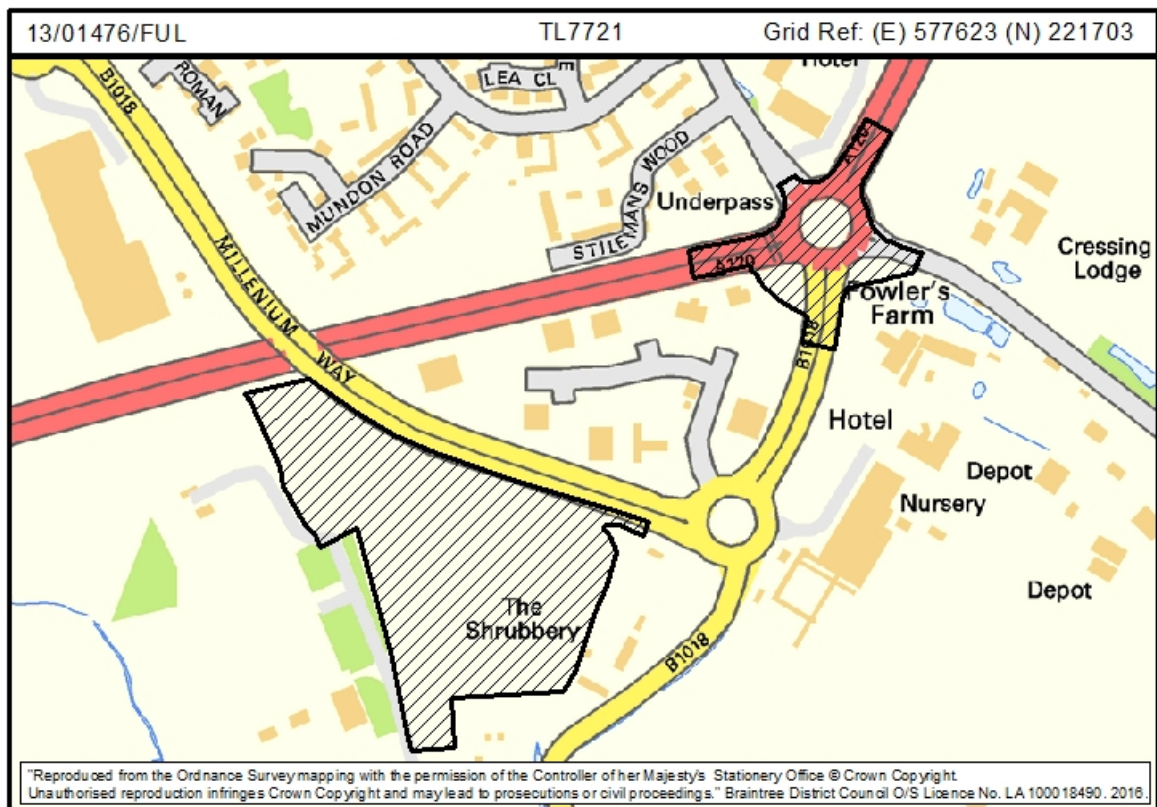 13/01476/FUL TL7721 Grid Ref: (E) 577623 (N) 221703
Hotel
B1018
ROMAN
LEA CL
E
MUNDON ROAD
STILEMANS WOOD
A120
Underpass
A120
Cressing
Lodge
MILLENIUM WAY
Fowler's
Farm
B1018
Hotel
Depot
Nursery
The
Shrubbery
Depot
B1018
"Reproduced from the Ordnance Survey mapping with the permission of the Controller of her Majesty's Stationery Office © Crown Copyright.
Unauthorised reproduction infringes Crown Copyright and may lead to prosecutions or civil proceedings." Braintree District Council O/S Licence No. LA 100018490. 2016.